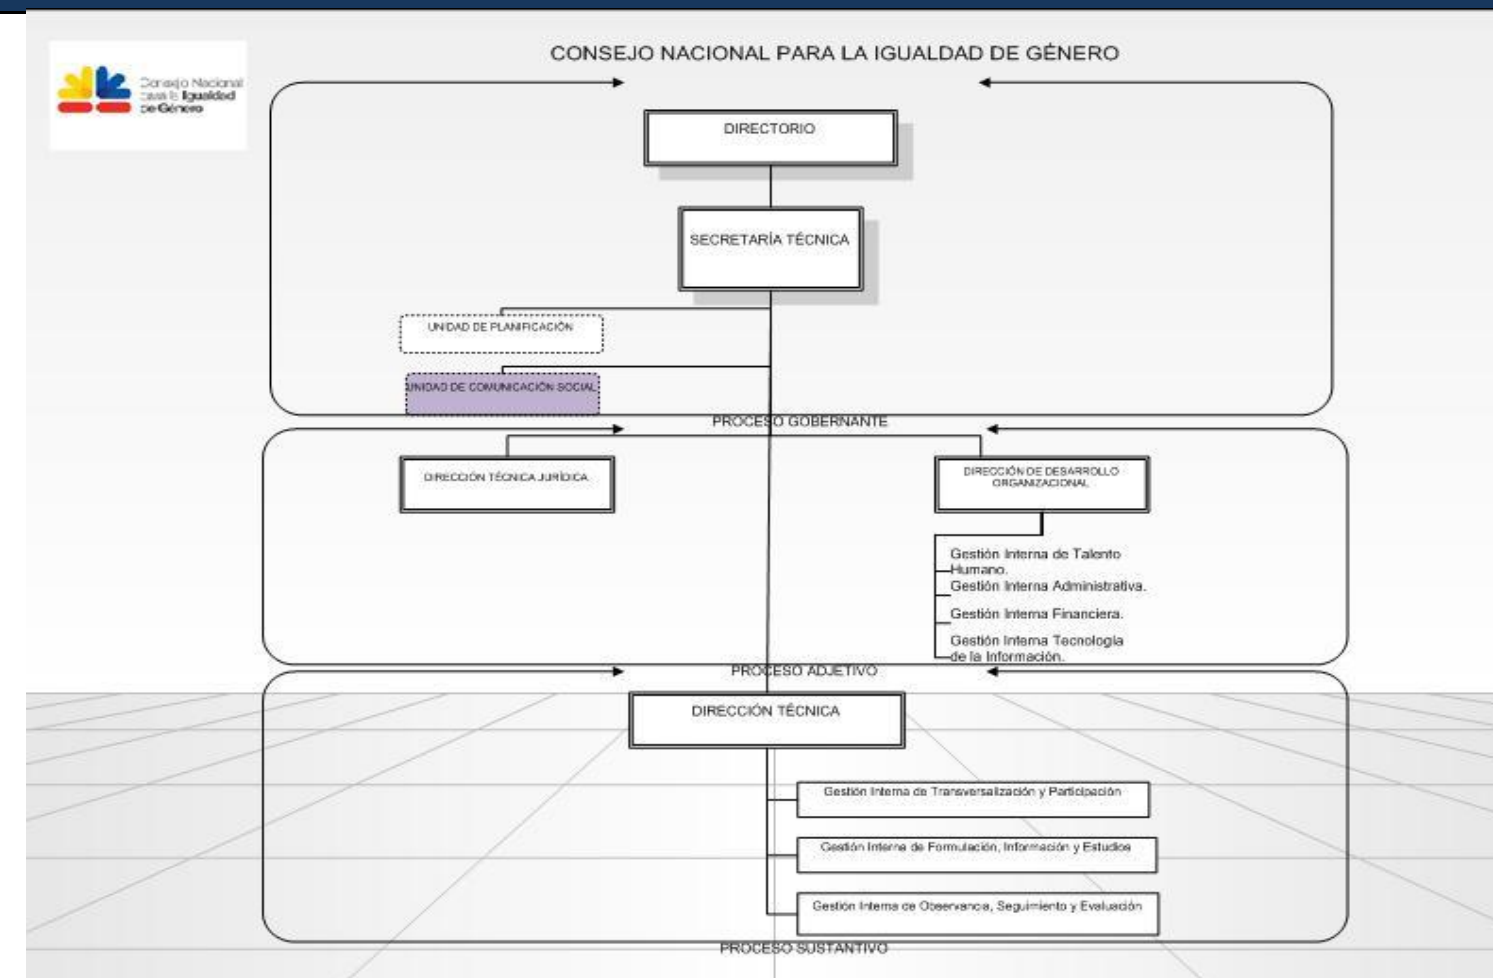 CONSEJO NACIONAL PARA LA IGUALDAD DE GÉNERO
Consejo Nacional
para la Igualdad
de Género
DIRECTORIO
SECRETARÍA TÉCNICA
UNIDAD DE PLANIFICACIÓN
UNIDAD DE COMUNICACIÓN SOCIAL
PROCESO GOBERNANTE
DIRECCIÓN TÉCNICA JURÍDICA
DIRECCIÓN DE DESARROLLO
ORGANIZACIONAL
Gestión Interna de Talento
Humano.
Gestión Interna Administrativa.
Gestión Interna Financiera.
Gestión Interna Tecnología
de la Información.
PROCESO ADJETIVO
DIRECCIÓN TÉCNICA
Gestión Interna de Transversalización y Participación
Gestión Interna de Formulación, Información y Estudios
Gestión Interna de Observancia, Seguimiento y Evaluación
PROCESO SUSTANTIVO